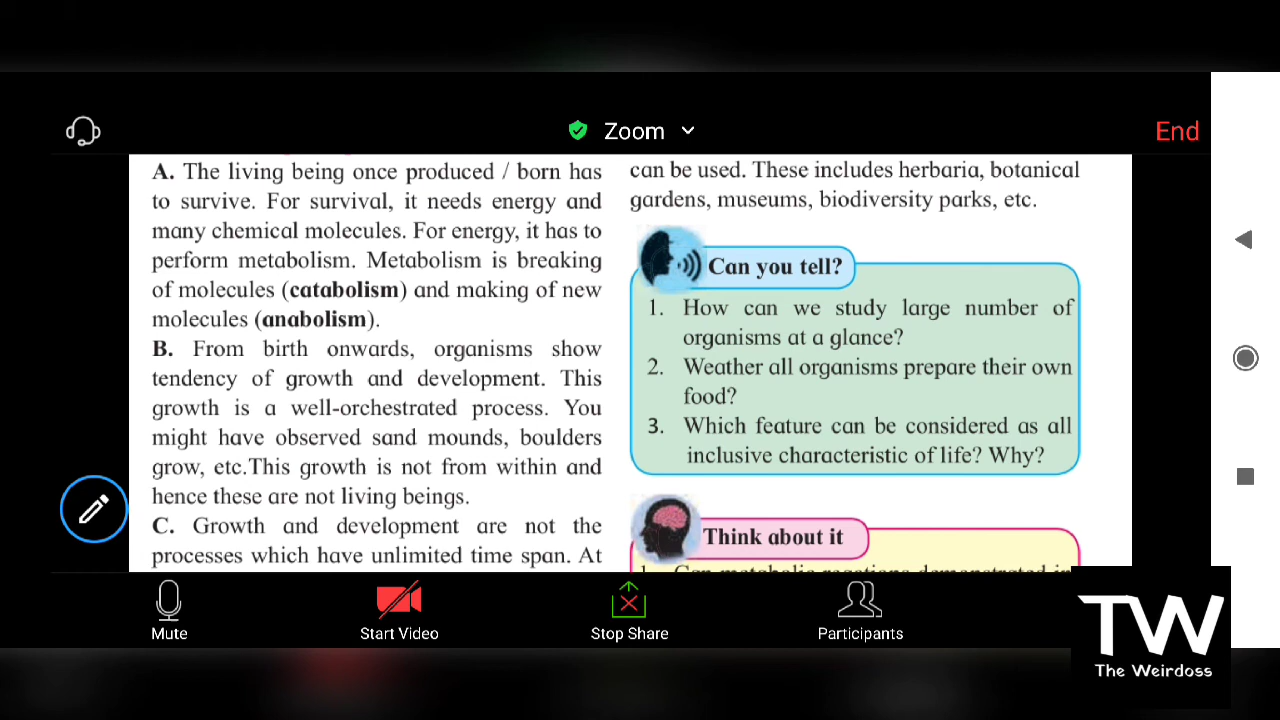 Zoom
End
A. The living being once produced / born has
to survive. For survival, it needs energy and
many chemical molecules. For energy, it has to
perform metabolism. Metabolism is breaking
of molecules (catabolism) and making of new
molecules (anabolism).
B. From birth onwards, organisms show
tendency of growth and development. This
growth is a well-orchestrated process. You
might have observed sand mounds, boulders
grow, etc.This growth is not from within and
hence these are not living beings.
C. Growth and development are not the
processes which have unlimited time span. At
can be used. These includes herbaria, botanical
gardens, museums, biodiversity parks, etc.
Can you tell?
1. How can we study large number of
organisms at a glance?
2. Weather all organisms prepare their own
food?
3. Which feature can be considered as all
inclusive characteristic of life? Why?
Think about it
1. Can metabolic reactions demonstrated in
Mute
Start Video
Stop Share
Participants
TW
The Weirdoss